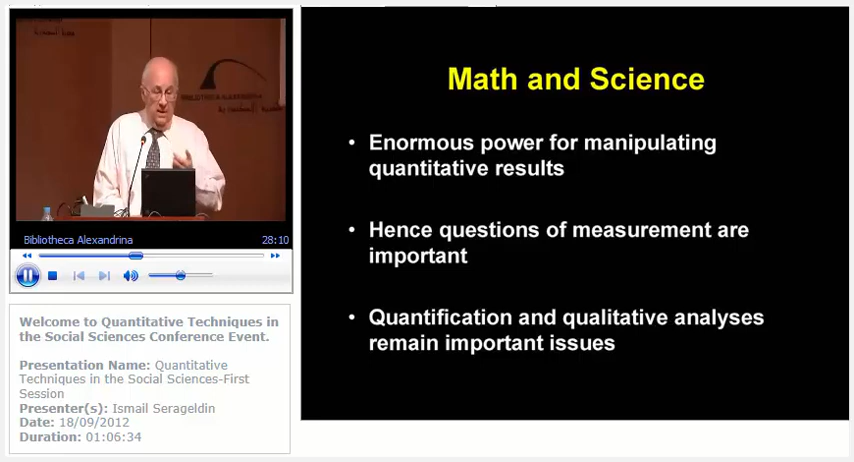 Math and Science
• Enormous power for manipulating
quantitative results
• Hence questions of measurement are
important
• Quantification and qualitative analyses
remain important issues
Bibliotheca Alexandrina 28:10
Welcome to Quantitative Techniques in
the Social Sciences Conference Event.
Presentation Name: Quantitative
Techniques in the Social Sciences-First
Session
Presenter(s): Ismail Serageldin
Date: 18/09/2012
Duration: 01:06:34